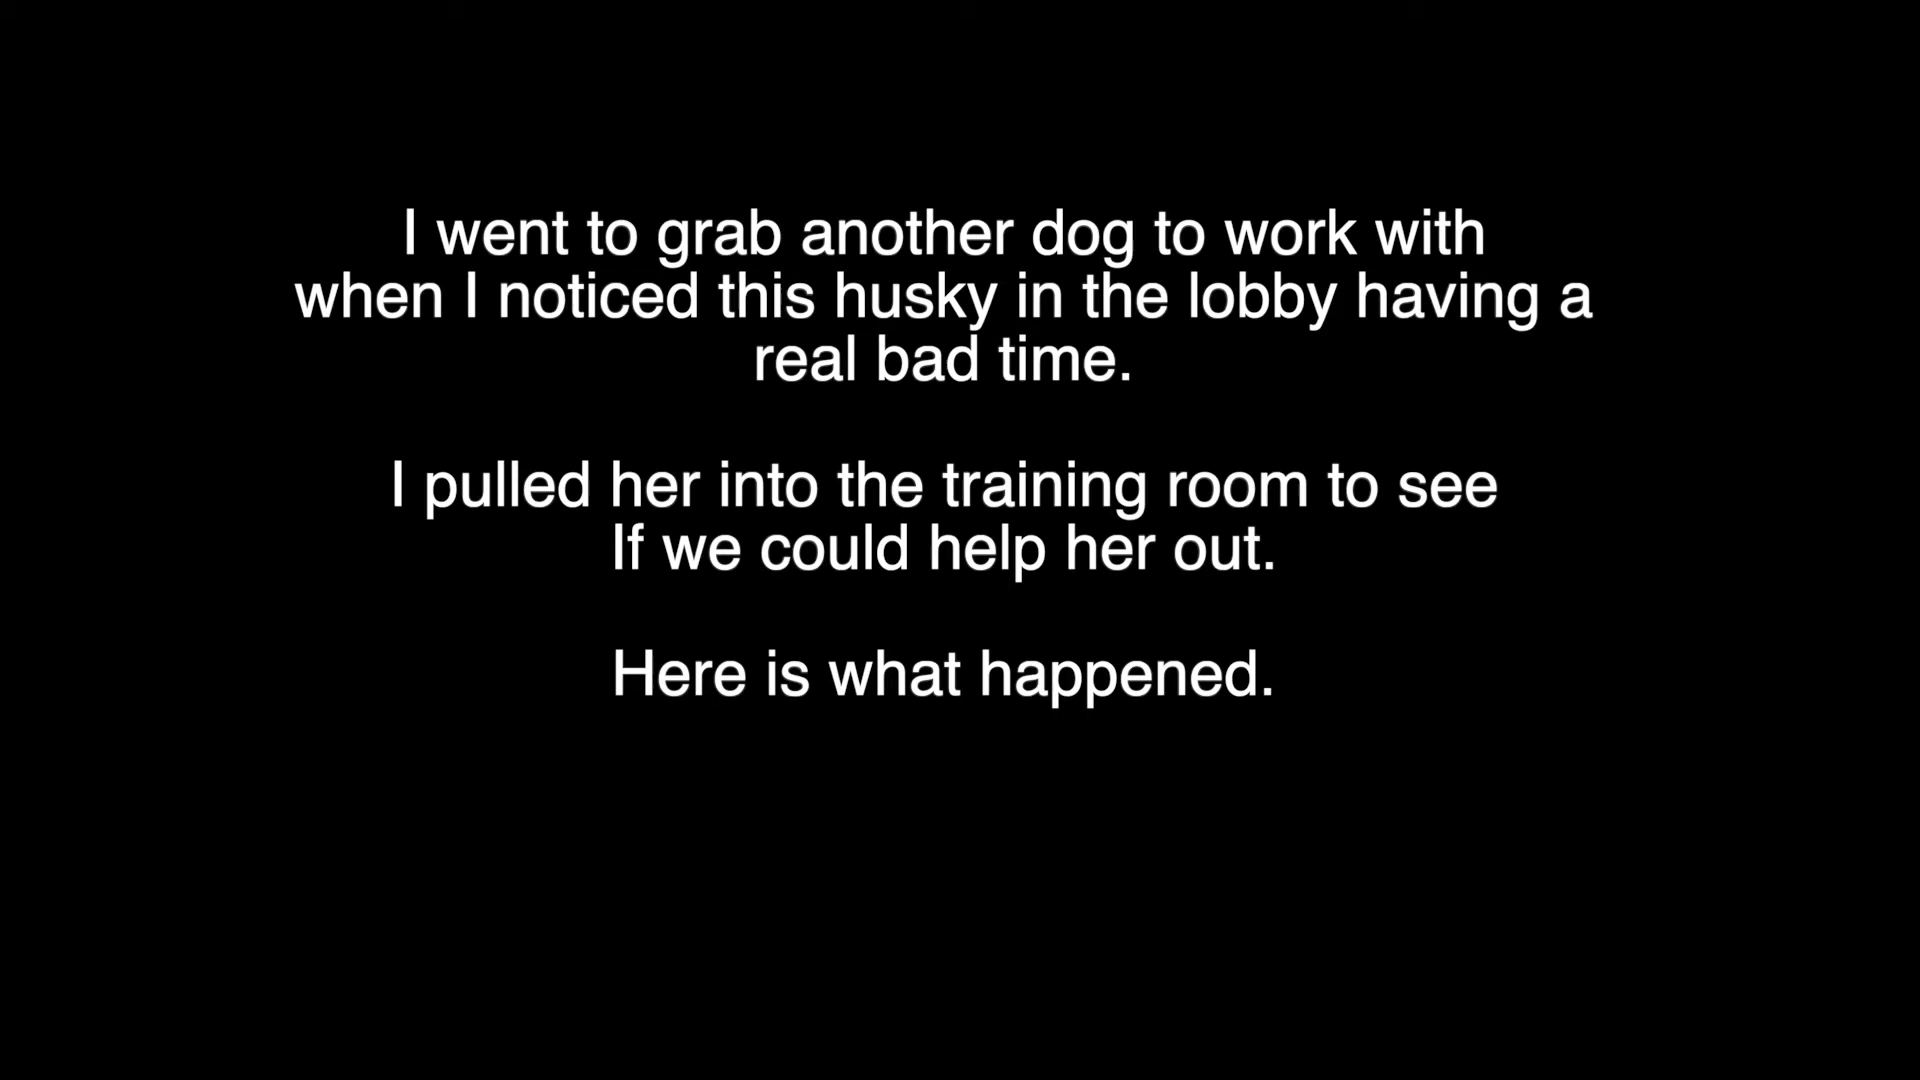 I went to grab another dog to work with
when I noticed this husky in the lobby having a
real bad time.
I pulled her into the training room to see
If we could help her out.
Here is what happened.